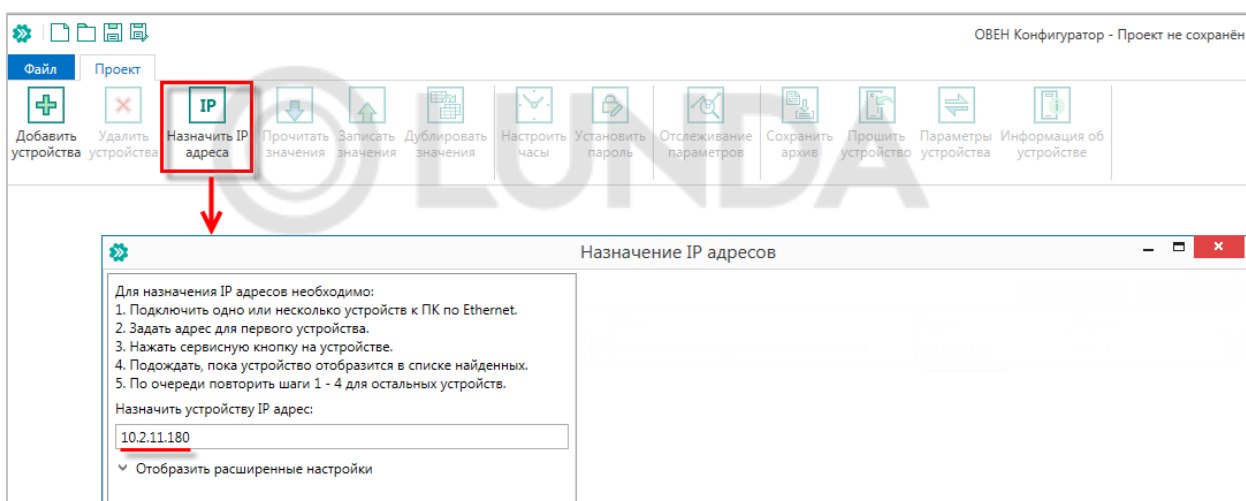 ОВЕН Конфигуратор - Проект не сохранён
Файл Проект
IP
Добавить устройства
Удалить устройства
Назначить IP адреса
Прочитать значения
Записать значения
Дублировать значения
Настроить часы
Установить пароль
Отслеживание параметров
Сохранить архив
Прошить устройство
Параметры устройства
Информация об устройстве
LUNDA
Назначение IP адресов
Для назначения IP адресов необходимо:
1. Подключить одно или несколько устройств к ПК по Ethernet.
2. Задать адрес для первого устройства.
3. Нажать сервисную кнопку на устройстве.
4. Подождать, пока устройство отобразится в списке найденных.
5. По очереди повторить шаги 1 - 4 для остальных устройств.
Назначить устройству IP адрес:
10.2.11.180
Отобразить расширенные настройки